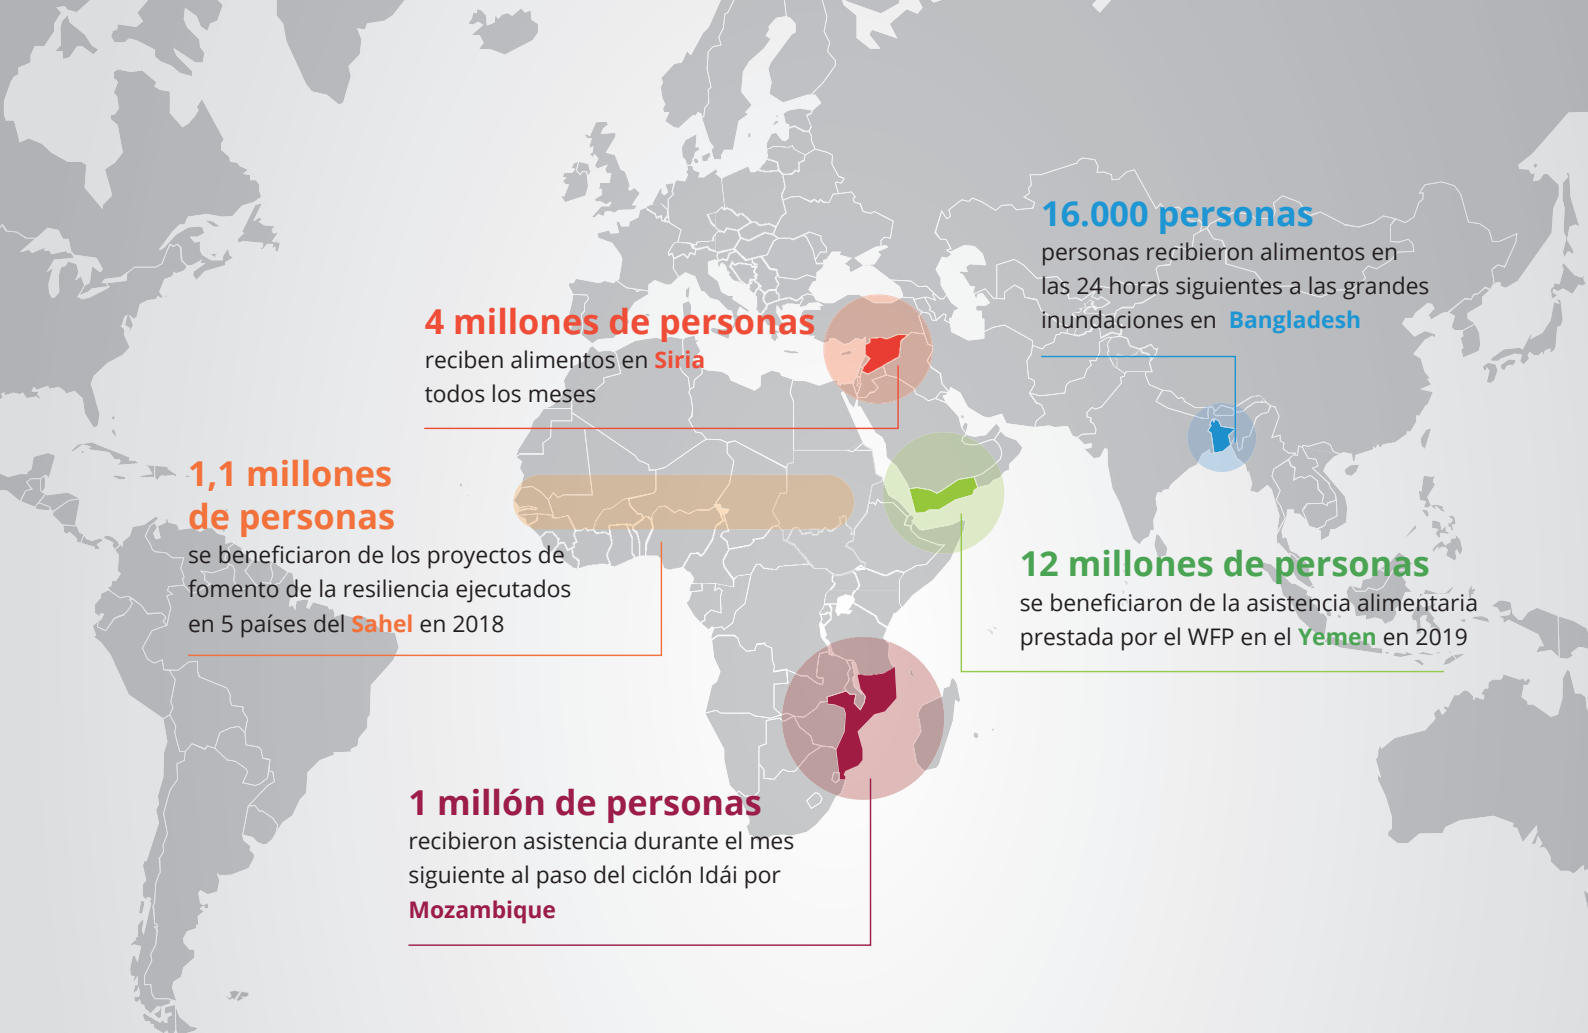 16.000 personas
personas recibieron alimentos en
las 24 horas siguientes a las grandes
inundaciones en Bangladesh
4 millones de personas
reciben alimentos en Siria
todos los meses
1,1 millones
de personas
se beneficiaron de los proyectos de
fomento de la resiliencia ejecutados
en 5 países del Sahel en 2018
12 millones de personas
se beneficiaron de la asistencia alimentaria
prestada por el WFP en el Yemen en 2019
1 millón de personas
recibieron asistencia durante el mes
siguiente al paso del ciclón Idái por
Mozambique